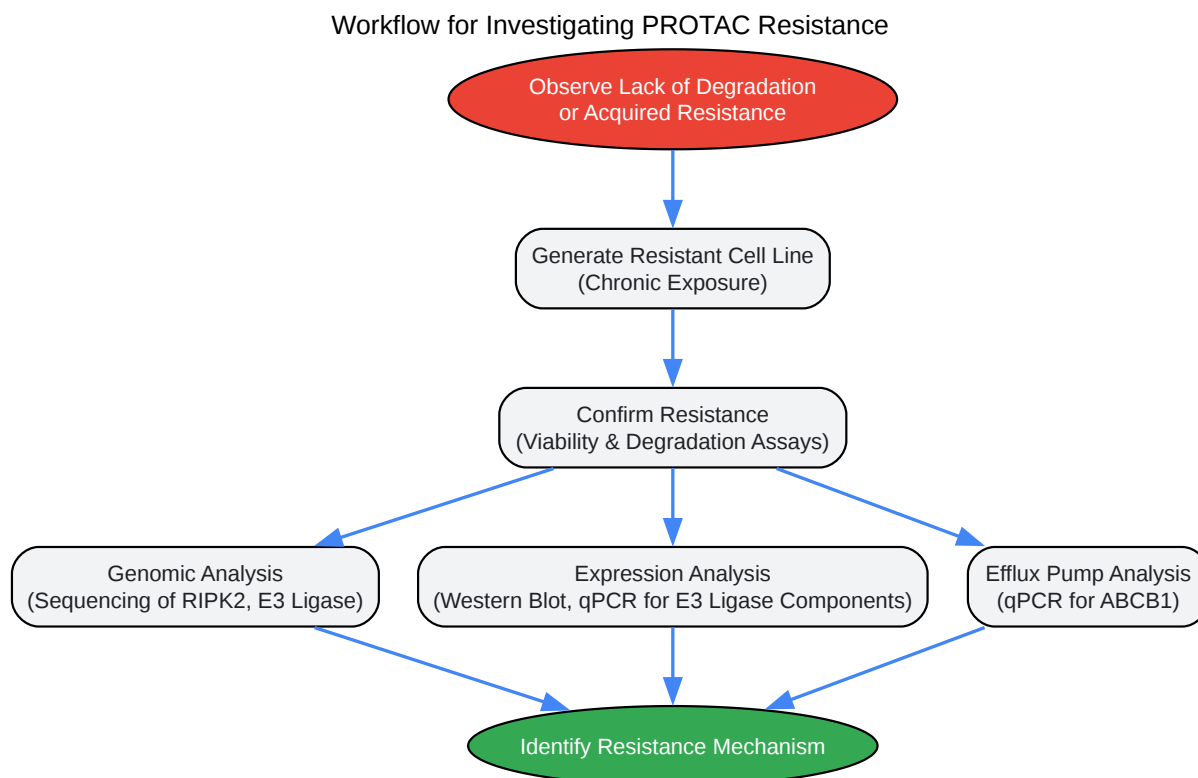 Workflow for Investigating PROTAC Resistance
Observe Lack of Degradation
or Acquired Resistance
Generate Resistant Cell Line
(Chronic Exposure)
Confirm Resistance
(Viability & Degradation Assays)
Genomic Analysis
(Sequencing of RIPK2, E3 Ligase)
Expression Analysis
(Western Blot, qPCR for E3 Ligase Components)
Efflux Pump Analysis
(qPCR for ABCB1)
Identify Resistance Mechanism